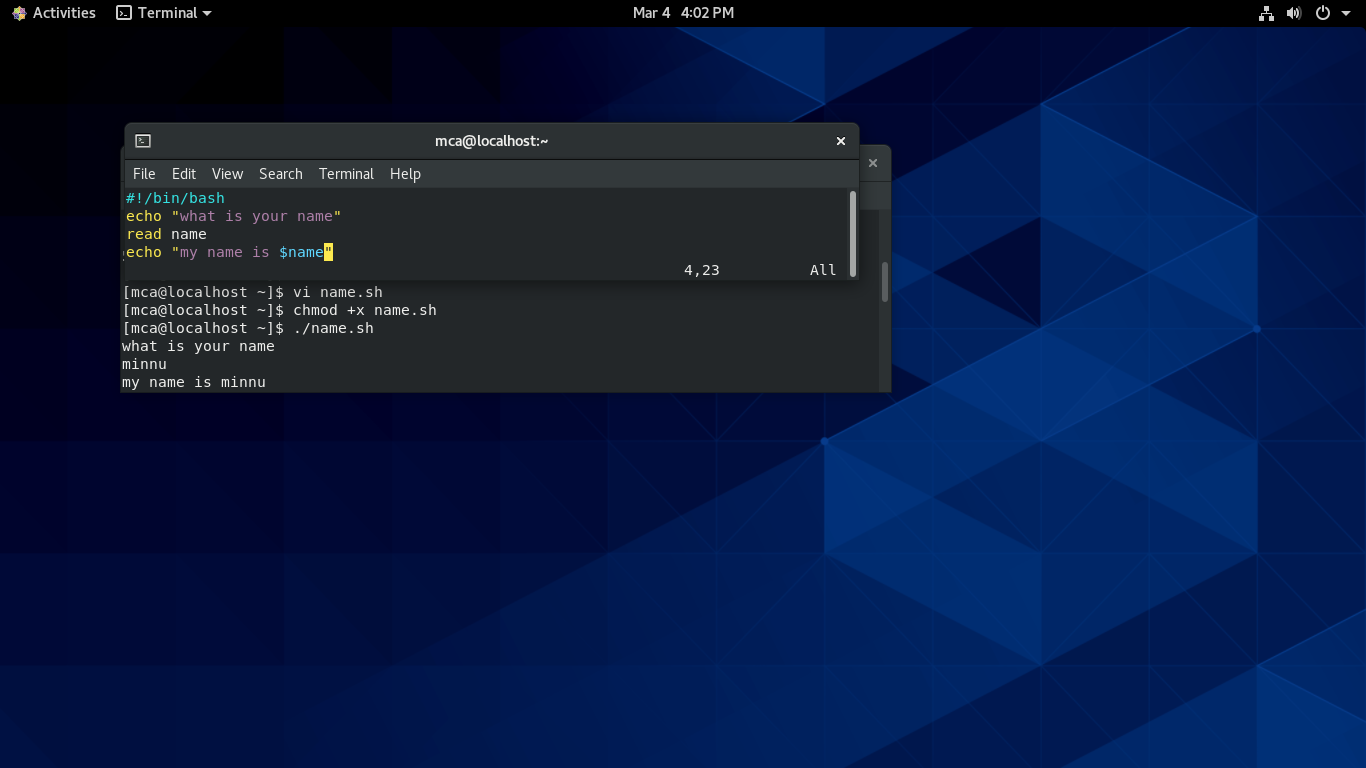 Activities Terminal Mar 4 4:02 PM
mca@localhost:~
File Edit View Search Terminal Help
#!/bin/bash
echo "what is your name"
read name
echo "my name is $name"
4,23 All
[mca@localhost ~]$ vi name.sh
[mca@localhost ~]$ chmod +x name.sh
[mca@localhost ~]$ ./name.sh
what is your name
minnu
my name is minnu